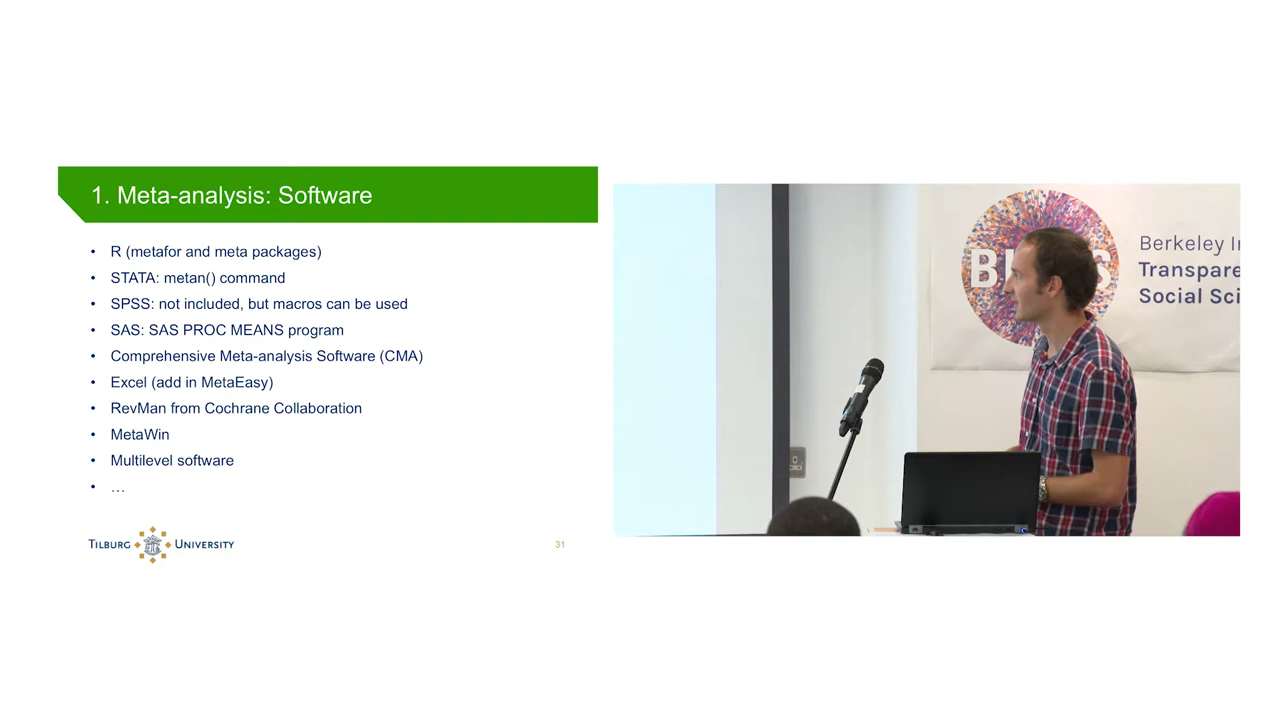 1. Meta-analysis: Software
• R (metafor and meta packages)
• STATA: metan() command
• SPSS: not included, but macros can be used
• SAS: SAS PROC MEANS program
• Comprehensive Meta-analysis Software (CMA)
• Excel (add in MetaEasy)
• RevMan from Cochrane Collaboration
• MetaWin
• Multilevel software
• …
TILBURG UNIVERSITY
31
Berkeley In
Transpare
Social Sci